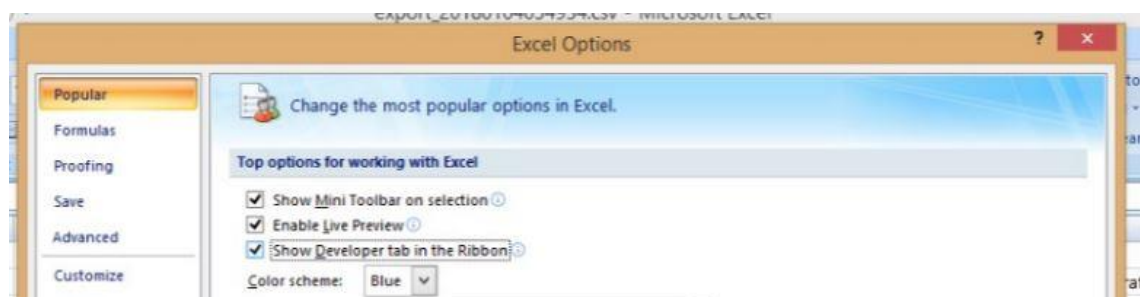 Microsoft Excel
Excel Options
?
Popular
Change the most popular options in Excel.
Formulas
Proofing
Top options for working with Excel
Save
Show Mini Toolbar on selection
Enable Live Preview
Advanced
Show Developer tab in the Ribbon
Customize
Color scheme: Blue